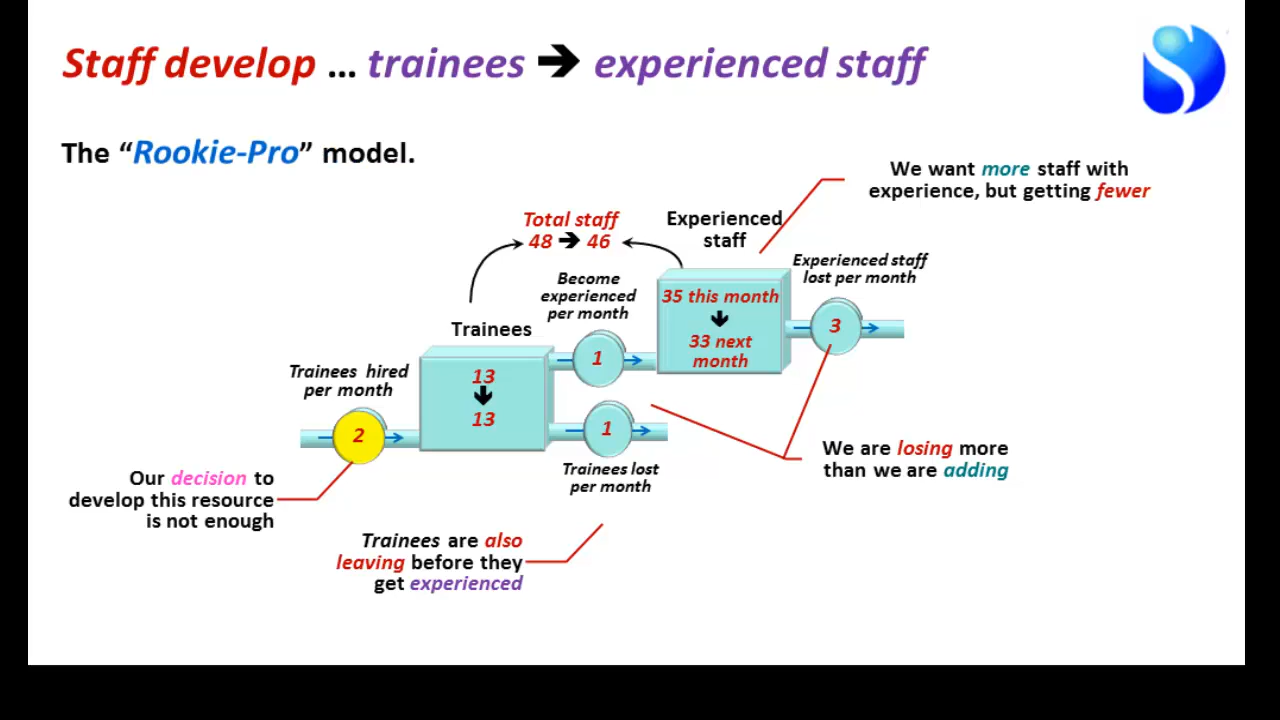 Staff develop ... trainees ➔ experienced staff
The “Rookie-Pro” model.
We want more staff with
experience, but getting fewer
Total staff
48 ➔ 46
Experienced
staff
Experienced staff
lost per month
Become
experienced
per month
35 this month
33 next
month
3
Trainees
1
Trainees hired
per month
13
13
2
1
We are losing more
than we are adding
Trainees lost
per month
Our decision to
develop this resource
is not enough
Trainees are also
leaving before they
get experienced